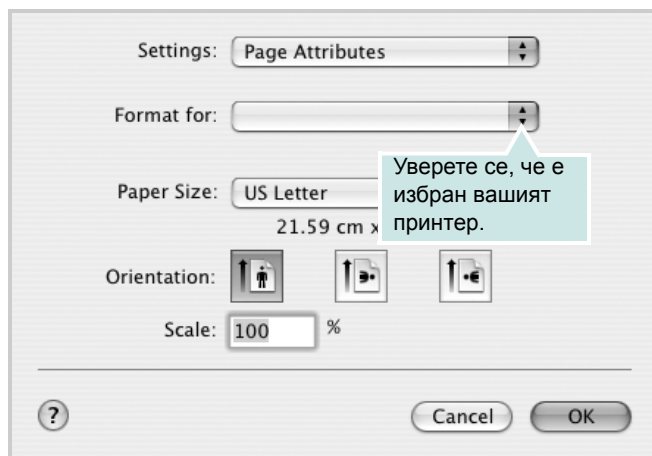 Settings: Page Attributes
Format for:
Уверете се, че е
избран вашият
принтер.
Paper Size: US Letter
21.59 cm x
Orientation:
Scale: 100 %
? Cancel OK